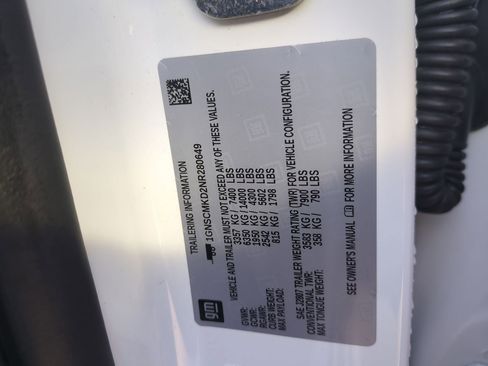 TRAILERING INFORMATION
1GNSCMKD2NR280649
VEHICLE AND TRAILER MUST NOT EXCEED ANY OF THESE VALUES.
gm
GVWR: 3357 KG / 7400 LBS
GCWR: 6350 KG / 14000 LBS
RGAWR: 1950 KG / 4300 LBS
CURB WEIGHT: 2542 KG / 5602 LBS
MAX PAYLOAD: 815 KG / 1798 LBS
SAE J2807 TRAILER WEIGHT RATING (TWR) FOR VEHICLE CONFIGURATION.
CONVENTIONAL TWR: 3583 KG / 7900 LBS
MAX TONGUE WEIGHT: 358 KG / 790 LBS
SEE OWNER'S MANUAL FOR MORE INFORMATION